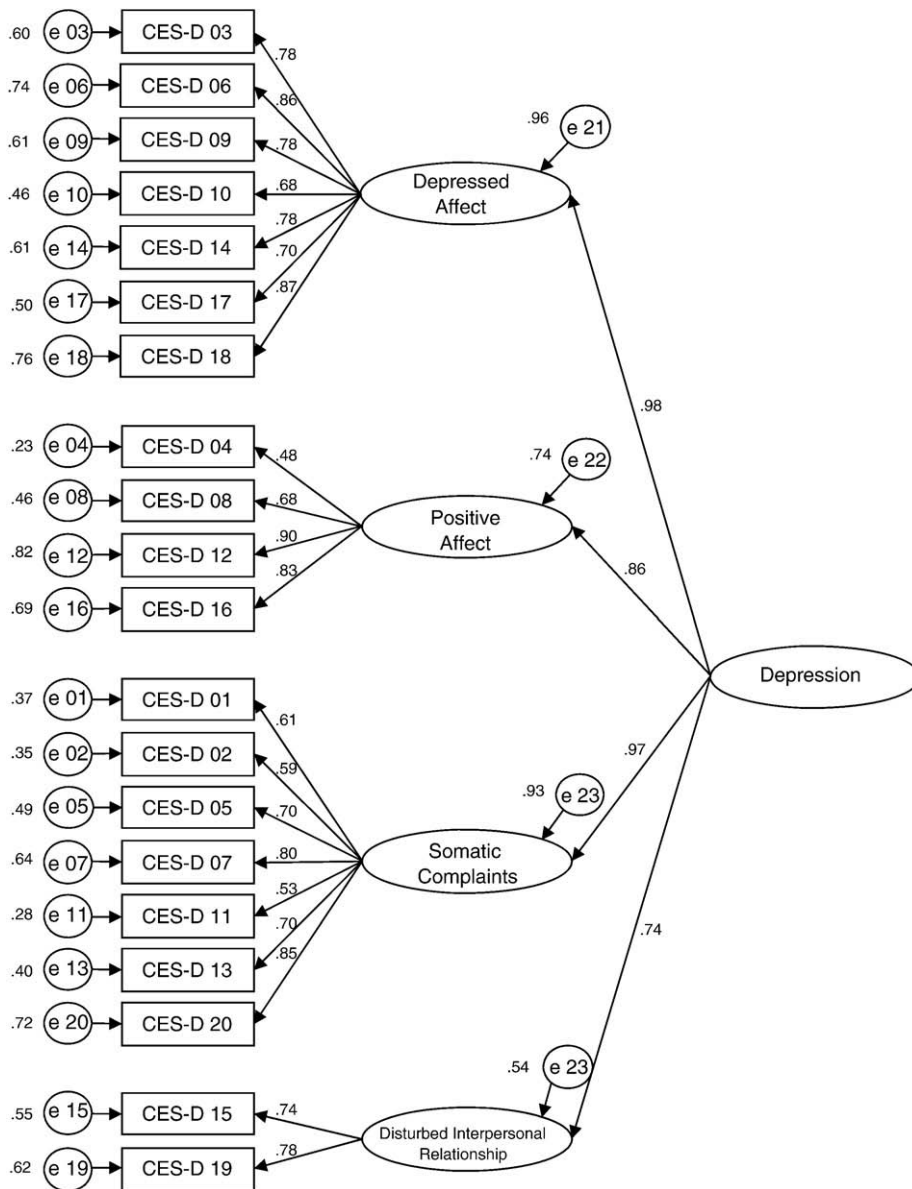 .60 e 03 CES-D 03 .78
.74 e 06 CES-D 06 .86
.61 e 09 CES-D 09 .78
.46 e 10 CES-D 10 .68
.61 e 14 CES-D 14 .78
.50 e 17 CES-D 17 .70
.76 e 18 CES-D 18 .87
.96 e 21
Depressed
Affect
.98
.23 e 04 CES-D 04 .48
.46 e 08 CES-D 08 .68
.82 e 12 CES-D 12 .90
.69 e 16 CES-D 16 .83
.74 e 22
Positive
Affect
.86
Depression
.37 e 01 CES-D 01 .61
.35 e 02 CES-D 02 .59
.49 e 05 CES-D 05 .70
.64 e 07 CES-D 07 .80
.28 e 11 CES-D 11 .53
.40 e 13 CES-D 13 .70
.72 e 20 CES-D 20 .85
.93 e 23
Somatic
Complaints
.97
.74
.55 e 15 CES-D 15 .74
.62 e 19 CES-D 19 .78
.54 e 23
Disturbed Interpersonal
Relationship